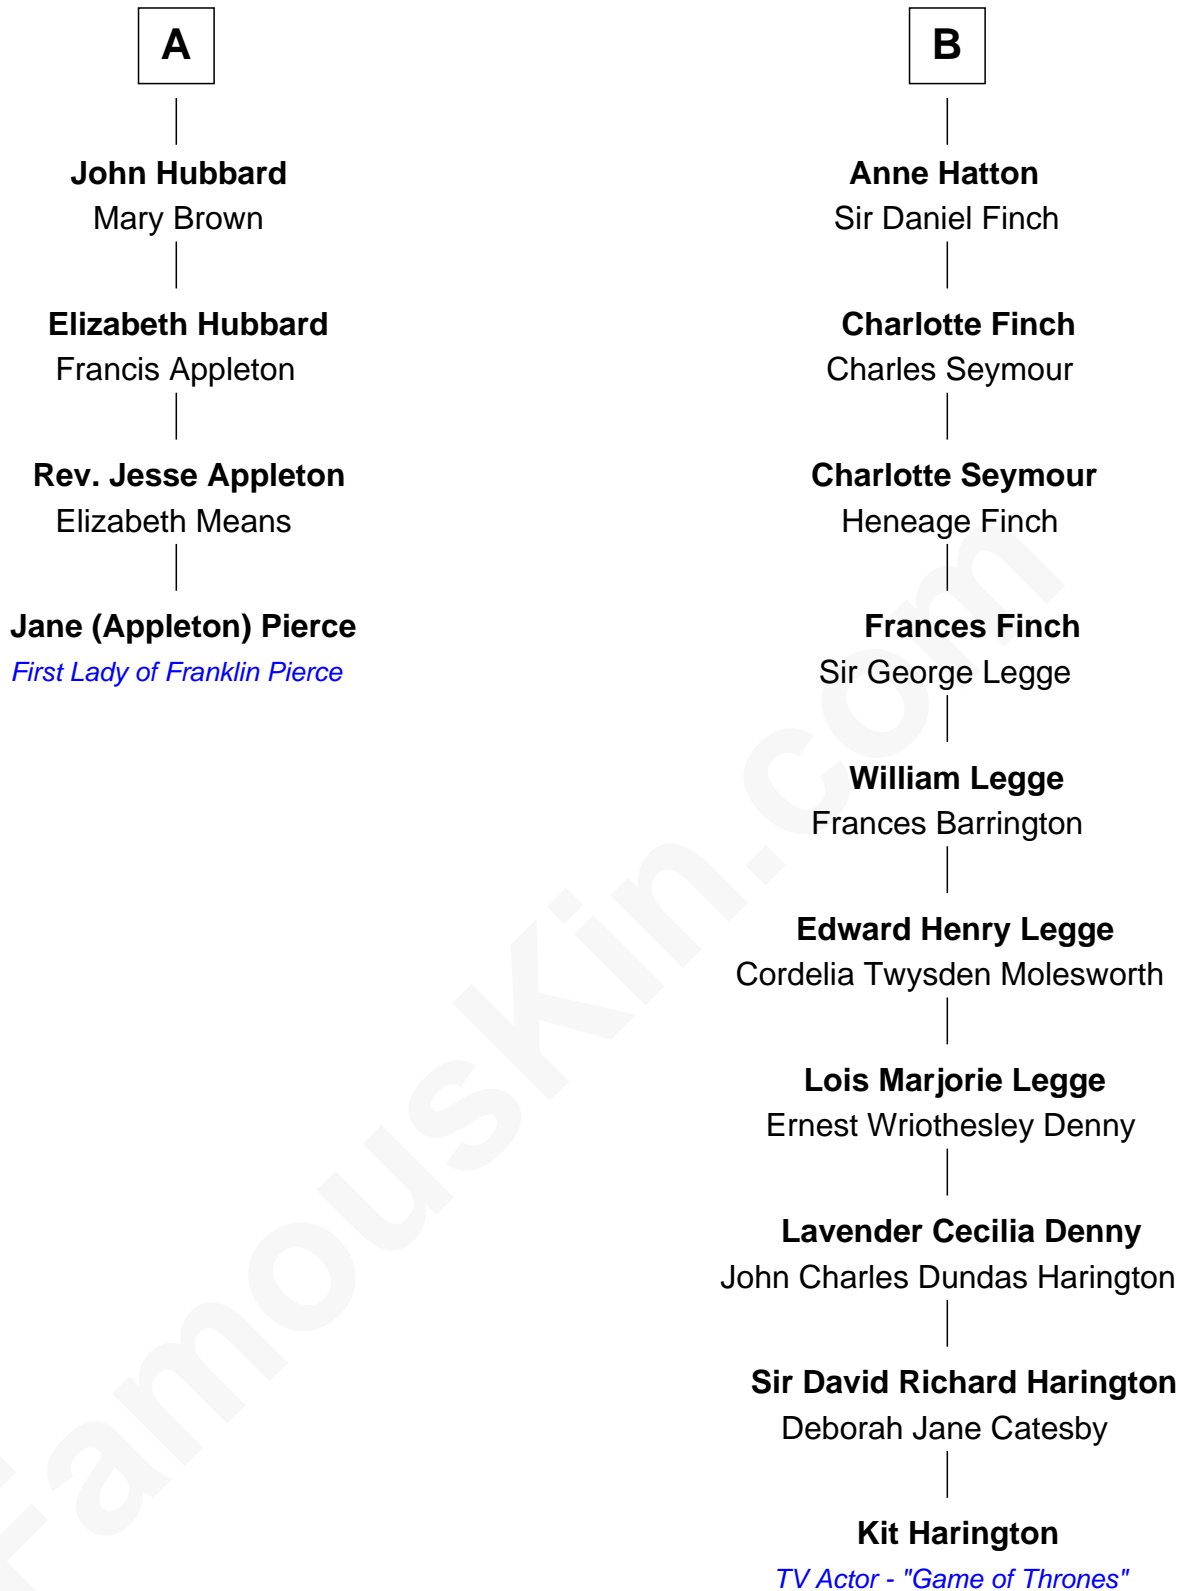 A
John Hubbard
Mary Brown
Elizabeth Hubbard
Francis Appleton
Rev. Jesse Appleton
Elizabeth Means
Jane (Appleton) Pierce
First Lady of Franklin Pierce
B
Anne Hatton
Sir Daniel Finch
Charlotte Finch
Charles Seymour
Charlotte Seymour
Heneage Finch
Frances Finch
Sir George Legge
William Legge
Frances Barrington
Edward Henry Legge
Cordelia Twysden Molesworth
Lois Marjorie Legge
Ernest Wriothesley Denny
Lavender Cecilia Denny
John Charles Dundas Harington
Sir David Richard Harington
Deborah Jane Catesby
Kit Harington
TV Actor - "Game of Thrones"
FamousKin.com